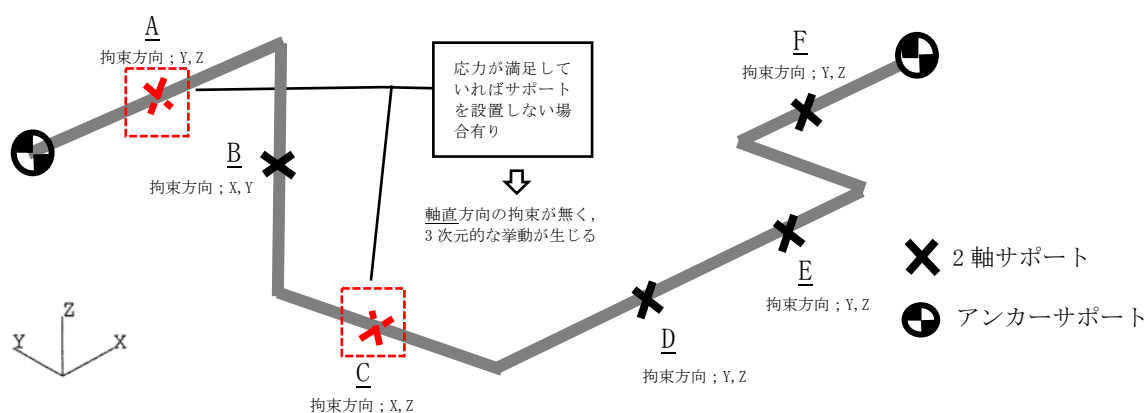 A
拘束方向;Y,Z
応力が満足して
いればサポート
を設置しない場
合有り
軸直方向の拘束が無く,
3次元的な挙動が生じる
B
拘束方向;X,Y
C
拘束方向;X,Z
D
拘束方向;Y,Z
E
拘束方向;Y,Z
F
拘束方向;Y,Z
2軸サポート
アンカーサポート
Z
Y
X